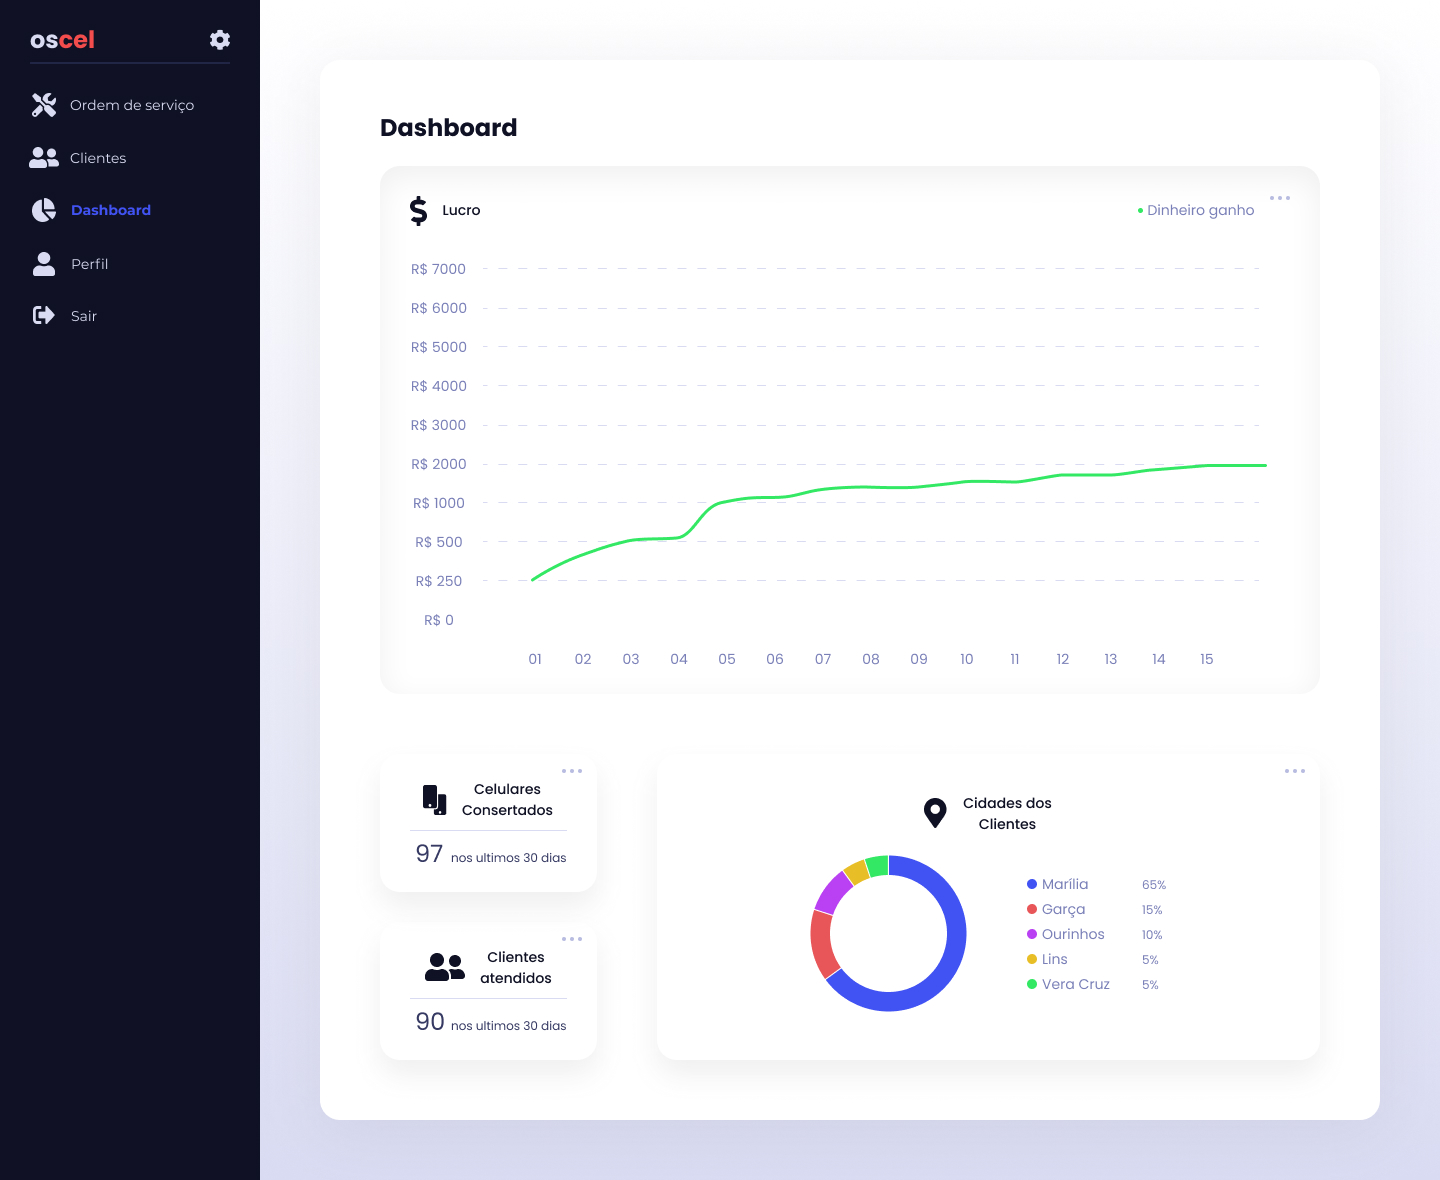 oscel
Ordem de serviço
Clientes
Dashboard
Perfil
Sair
Dashboard
Lucro
Dinheiro ganho
R$ 7000
R$ 6000
R$ 5000
R$ 4000
R$ 3000
R$ 2000
R$ 1000
R$ 500
R$ 250
R$ 0
01 02 03 04 05 06 07 08 09 10 11 12 13 14 15
Celulares
Consertados
97 nos ultimos 30 dias
Clientes
atendidos
90 nos ultimos 30 dias
Cidades dos
Clientes
Marília 65%
Garça 15%
Ourinhos 10%
Lins 5%
Vera Cruz 5%